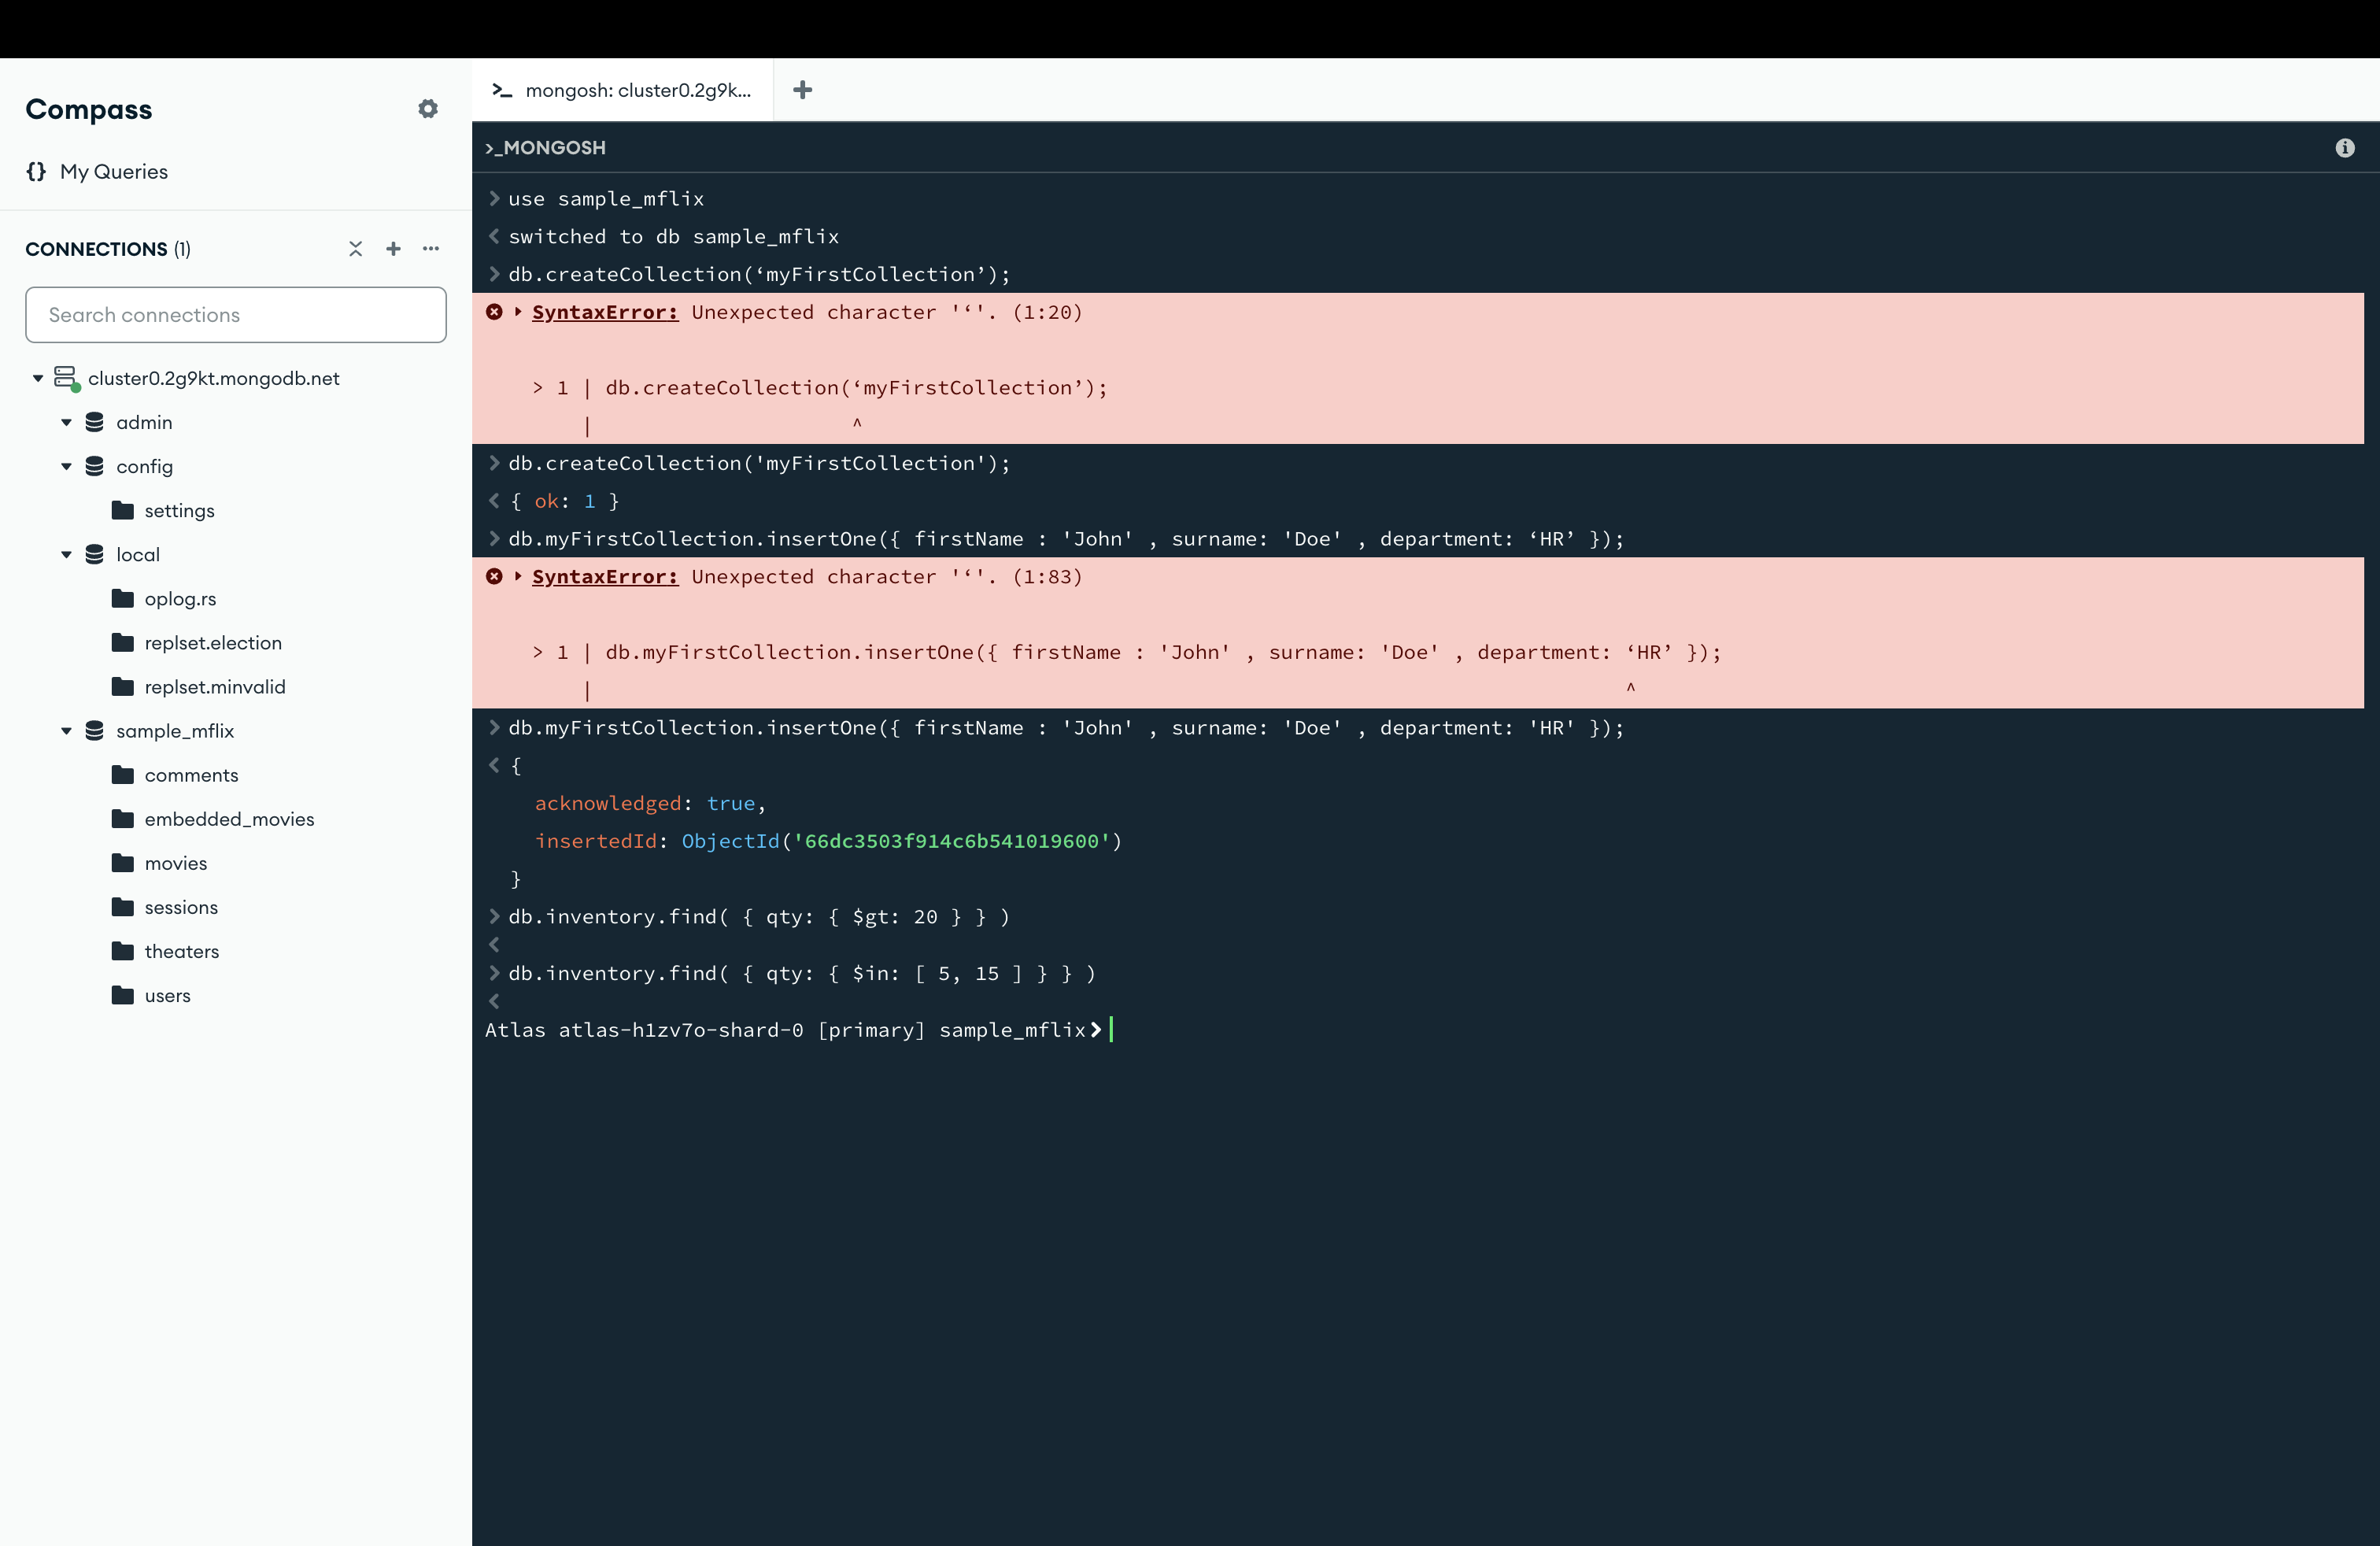 Compass
{} My Queries
CONNECTIONS (1)
Search connections
cluster0.2g9kt.mongodb.net
admin
config
settings
local
oplog.rs
replset.election
replset.minvalid
sample_mflix
comments
embedded_movies
movies
sessions
theaters
users
mongosh: cluster0.2g9k...
>_MONGOSH
> use sample_mflix
< switched to db sample_mflix
> db.createCollection(‘myFirstCollection’);
SyntaxError: Unexpected character '‘'. (1:20)
> 1 | db.createCollection(‘myFirstCollection’);
| ^
> db.createCollection('myFirstCollection');
< { ok: 1 }
> db.myFirstCollection.insertOne({ firstName : 'John' , surname: 'Doe' , department: ‘HR’ });
SyntaxError: Unexpected character '‘'. (1:83)
> 1 | db.myFirstCollection.insertOne({ firstName : 'John' , surname: 'Doe' , department: ‘HR’ });
| ^
> db.myFirstCollection.insertOne({ firstName : 'John' , surname: 'Doe' , department: 'HR' });
< {
acknowledged: true,
insertedId: ObjectId('66dc3503f914c6b541019600')
}
> db.inventory.find( { qty: { $gt: 20 } } )
<
> db.inventory.find( { qty: { $in: [ 5, 15 ] } } )
<
Atlas atlas-h1zv7o-shard-0 [primary] sample_mflix>